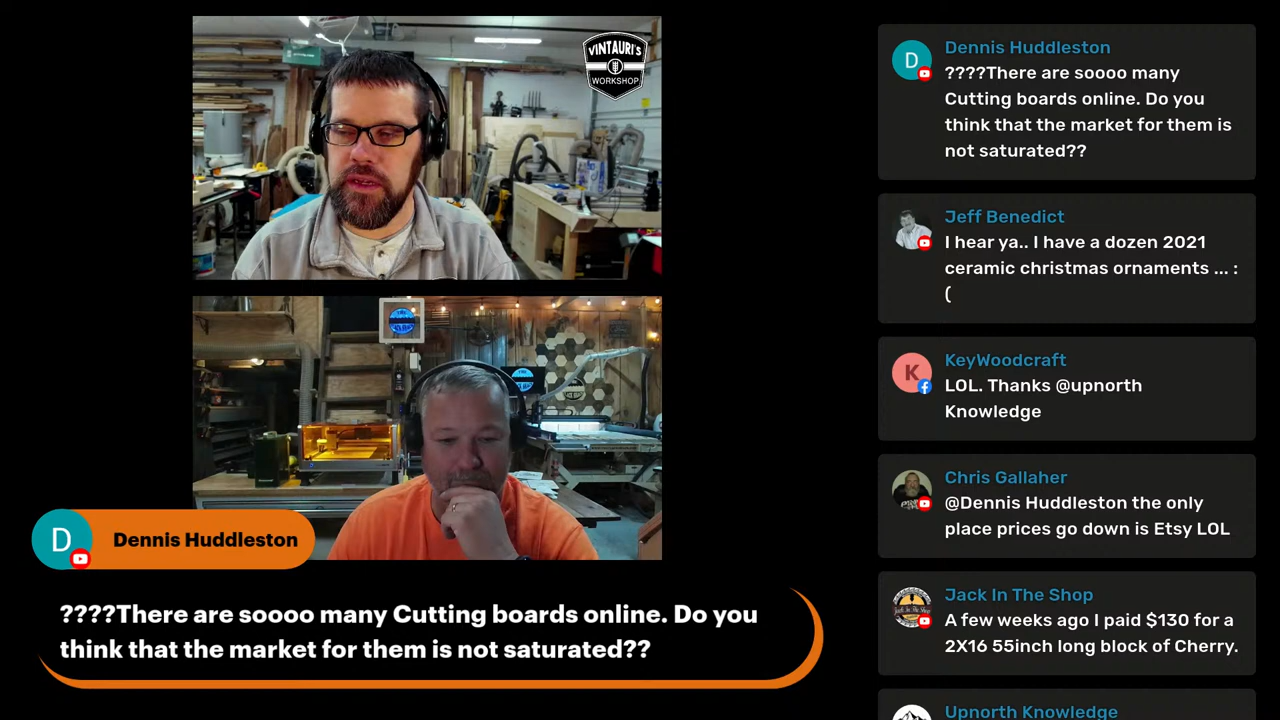 VINTAURI'S
WORKSHOP
D
Dennis Huddleston
????There are soooo many Cutting boards online. Do you
think that the market for them is not saturated??
D
Dennis Huddleston
????There are soooo many
Cutting boards online. Do you
think that the market for them is
not saturated??
Jeff Benedict
I hear ya.. I have a dozen 2021
ceramic christmas ornaments ... :
(
K
KeyWoodcraft
LOL. Thanks @upnorth
Knowledge
Chris Gallaher
@Dennis Huddleston the only
place prices go down is Etsy LOL
Jack In The Shop
A few weeks ago I paid $130 for a
2X16 55inch long block of Cherry.
Upnorth Knowledge